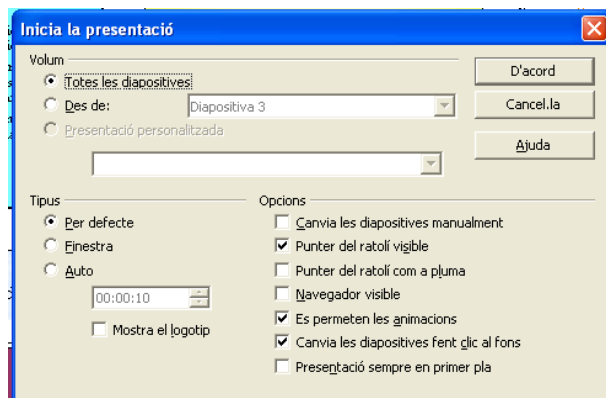 Inicia la presentació
Volum
Totes les diapositives
Des de:
Diapositiva 3
Presentació personalitzada
D'acord
Cancel.la
Ajuda
Tipus
Per defecte
Finestra
Auto
00:00:10
Mostra el logotip
Opcions
Canvia les diapositives manualment
Punter del ratolí visible
Punter del ratolí com a pluma
Navegador visible
Es permeten les animacions
Canvia les diapositives fent clic al fons
Presentació sempre en primer pla